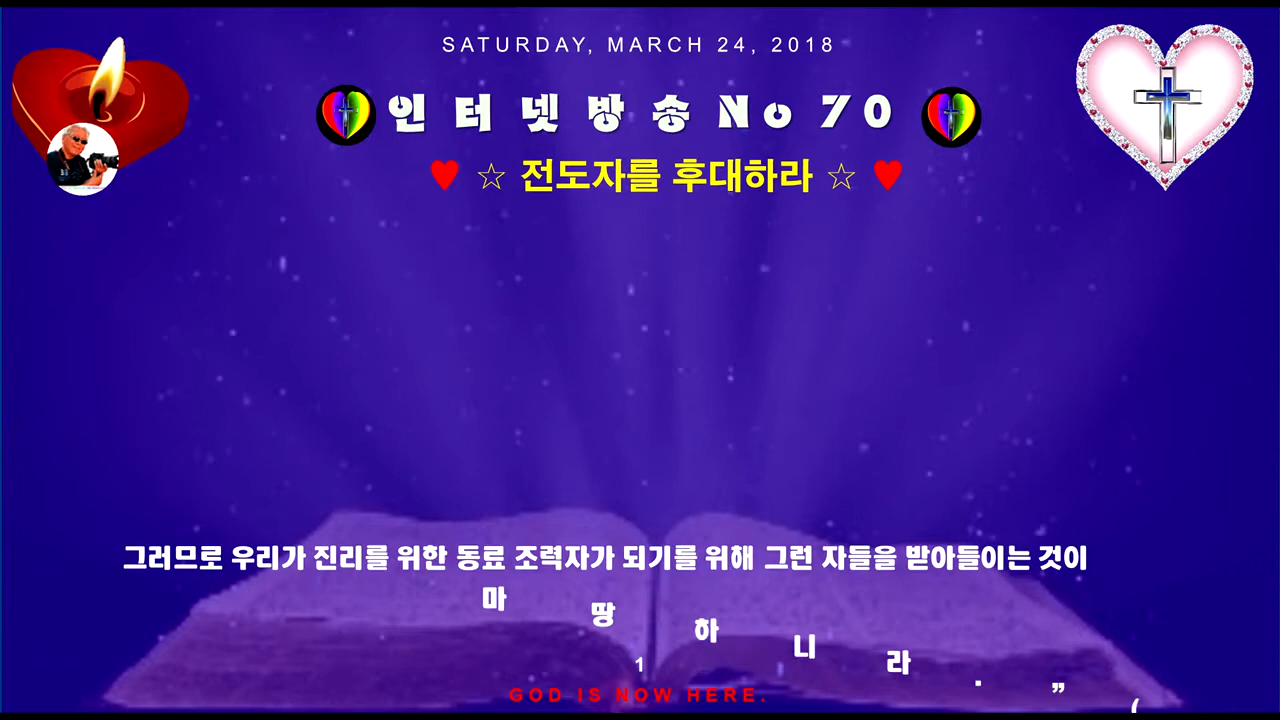 SATURDAY, MARCH 24, 2018
인터넷방송No 70
♥ ☆ 전도자를 후대하라 ☆ ♥
그러므로 우리가 진리를 위한 동료 조력자가 되기를 위해 그런 자들을 받아들이는 것이
마땅하니라.” (
1
GOD IS NOW HERE.